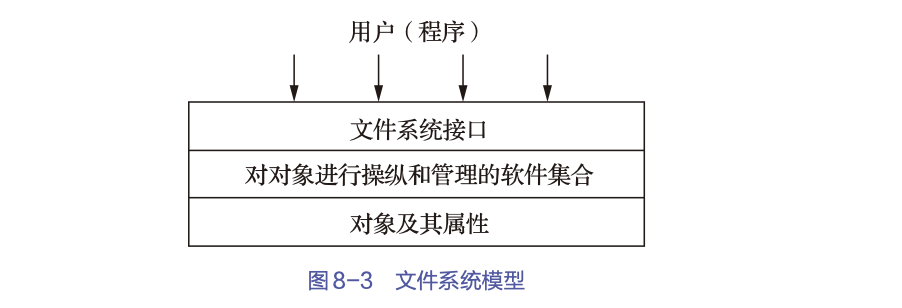 用户（程序）
文件系统接口
对对象进行操纵和管理的软件集合
对象及其属性
图8-3 文件系统模型